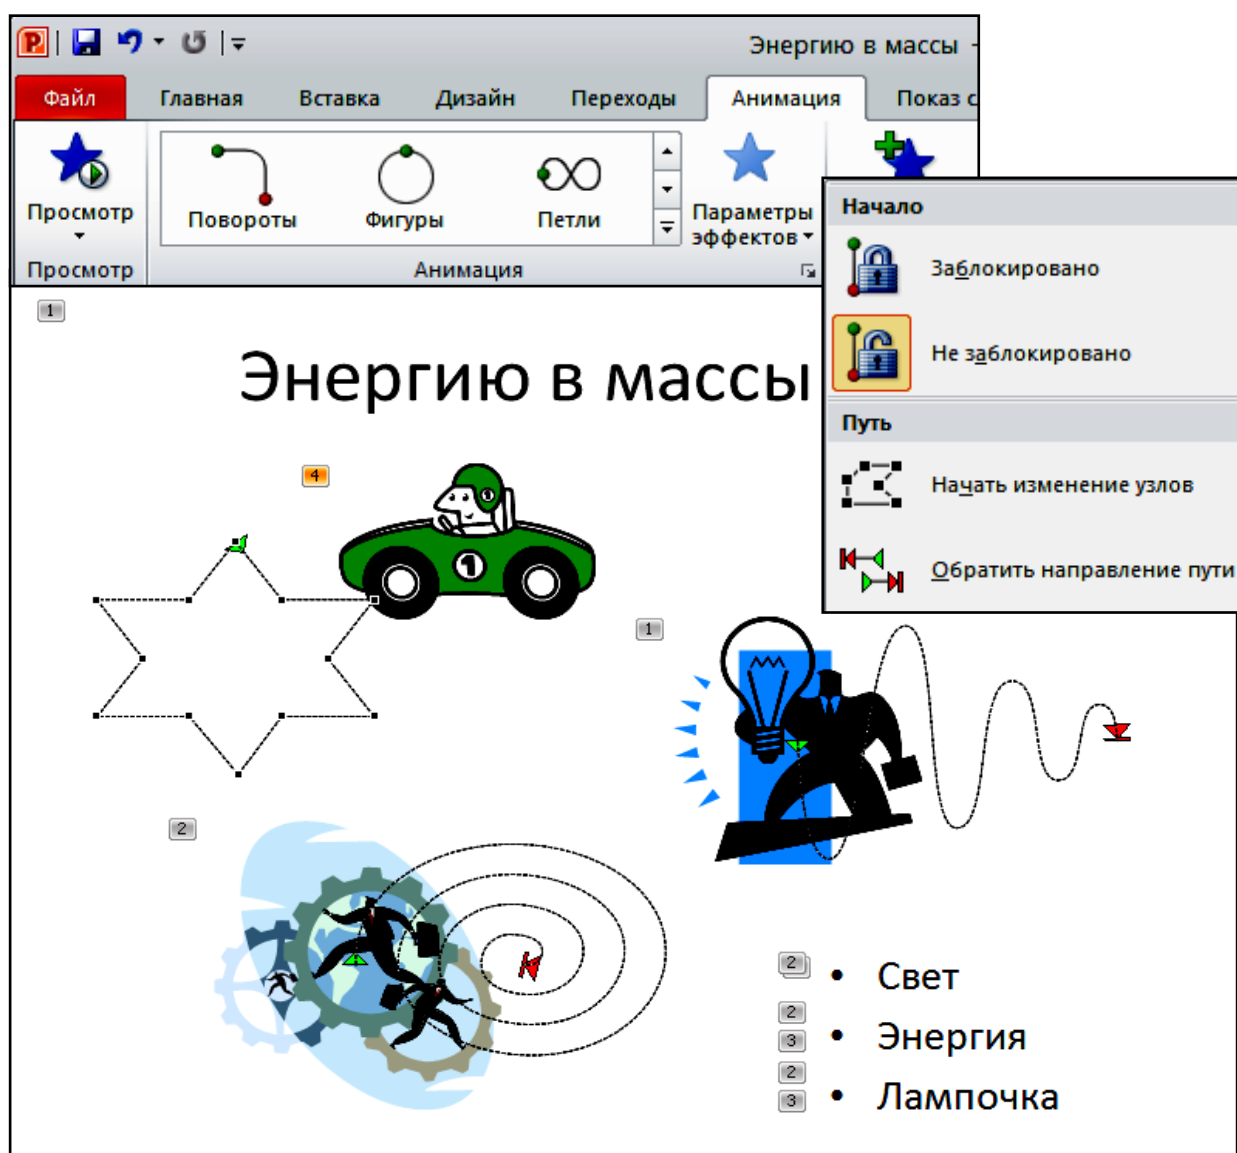 Энергию в массы -
Файл Главная Вставка Дизайн Переходы Анимация Показ с
Просмотр Повороты Фигуры Петли Параметры эффектов
Просмотр Анимация
Начало
Заблокировано
Не заблокировано
Путь
Начать изменение узлов
Обратить направление пути
1
Энергию в массы
4
1
1
1
2
2
• Свет
2
3
• Энергия
2
3
• Лампочка